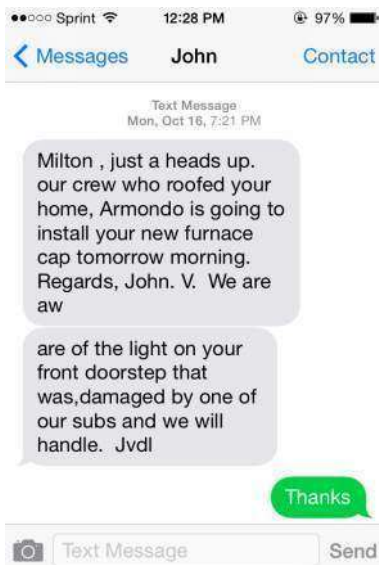 Sprint 12:28 PM 97%
Messages John Contact
Text Message
Mon, Oct 16, 7:21 PM
Milton , just a heads up.
our crew who roofed your
home, Armondo is going to
install your new furnace
cap tomorrow morning.
Regards, John. V. We are
aw
are of the light on your
front doorstep that
was,damaged by one of
our subs and we will
handle. Jvdl
Thanks
Text Message Send